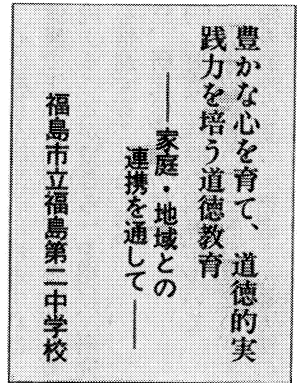 豊かな心を育て、道徳的実
践力を培う道徳教育
――家庭・地域との
連携を通して――
福島市立福島第二中学校